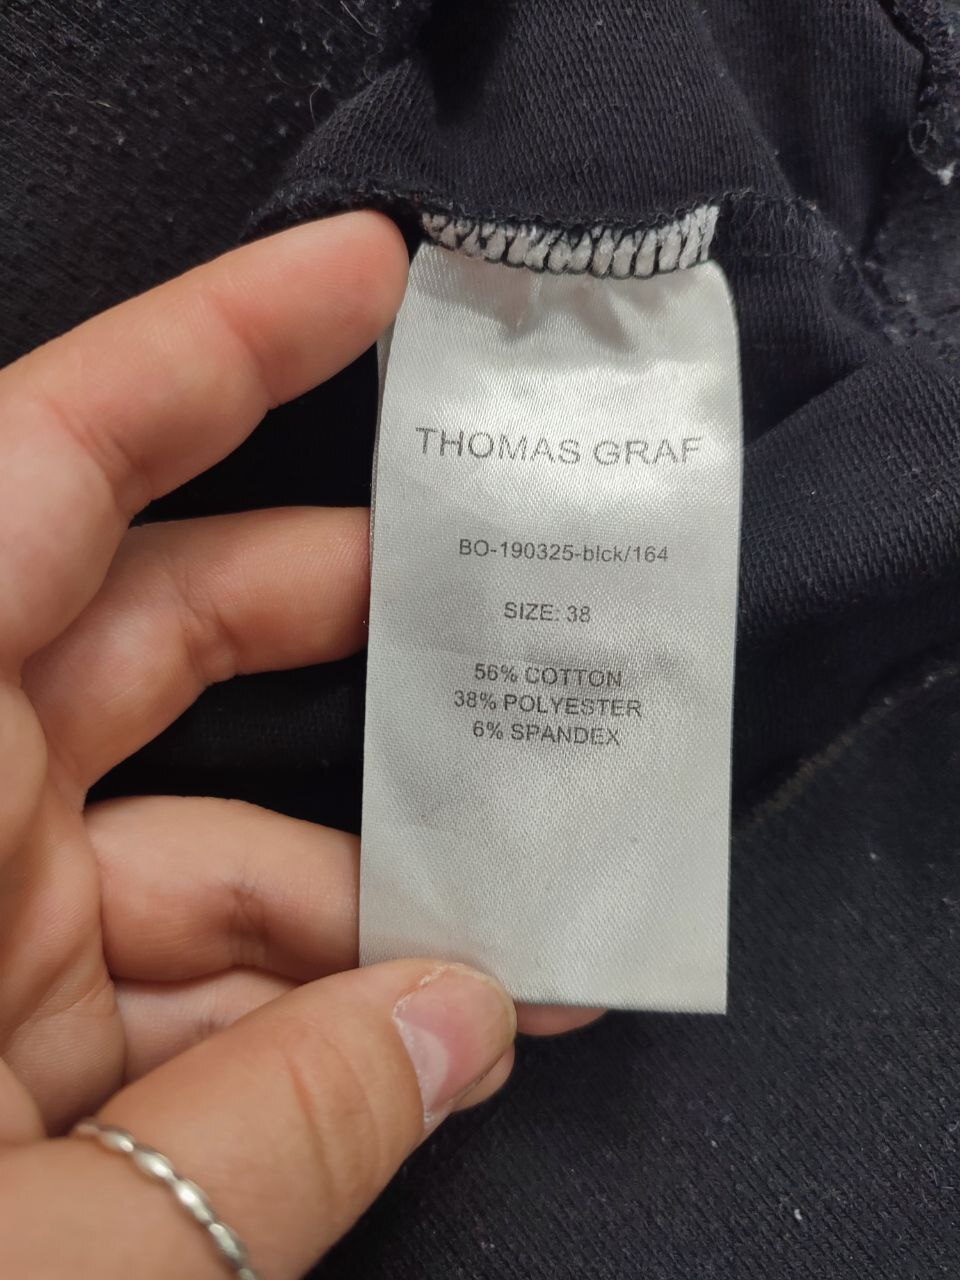 THOMAS GRAF
BO-190325-blck/164
SIZE: 38
56% COTTON
38% POLYESTER
6% SPANDEX